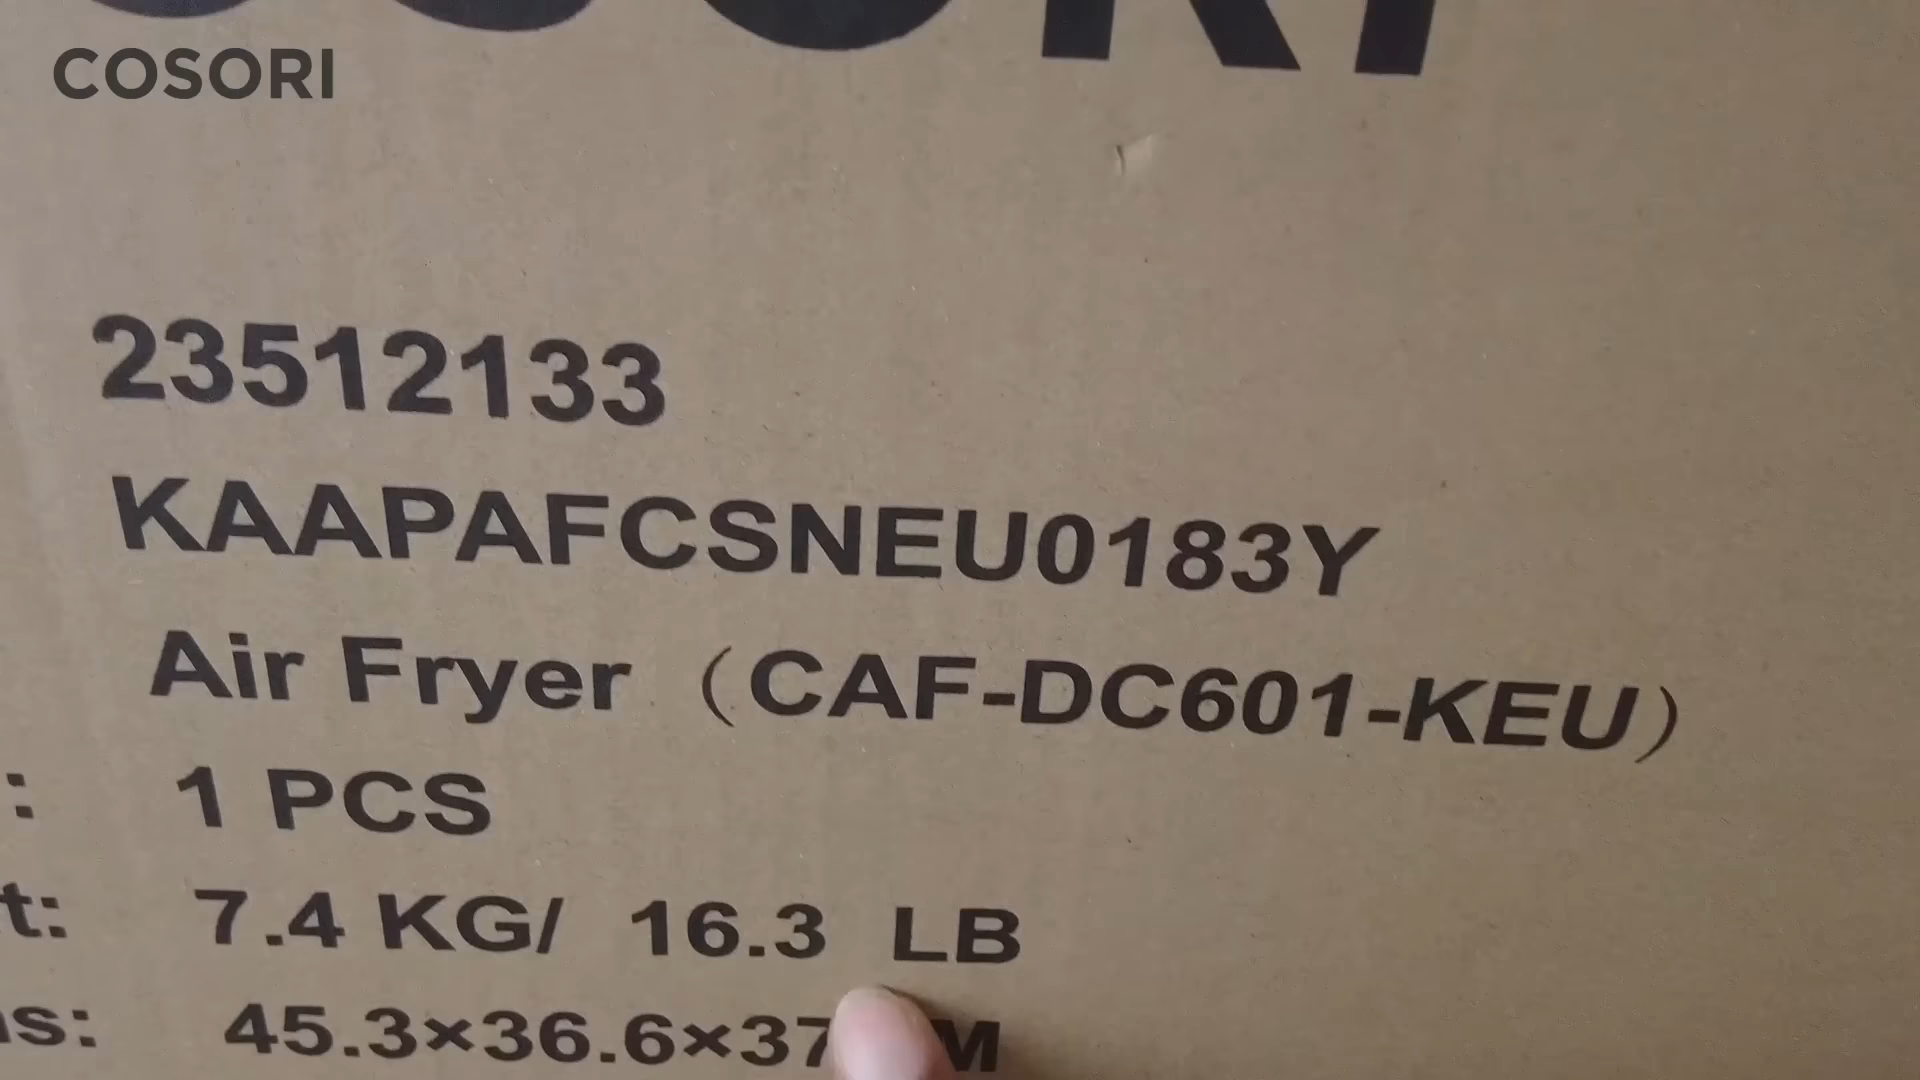 COSORI
23512133
KAAPAFCSNEU0183Y
Air Fryer (CAF-DC601-KEU)
: 1 PCS
t: 7.4 KG/ 16.3 LB
s: 45.3×36.6×37 M